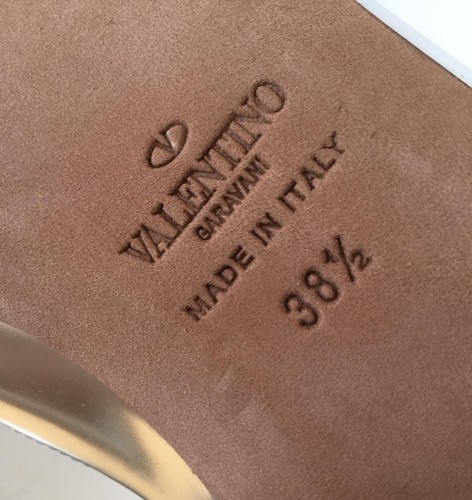 V
VALENTINO
GARAVANI
MADE IN ITALY
38½